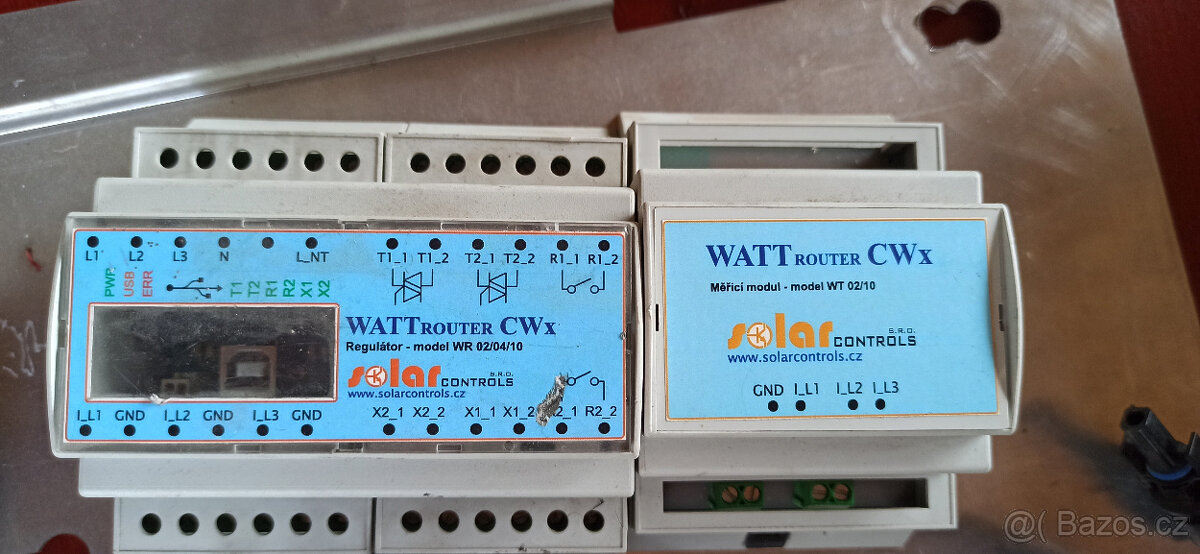 L1 L2 L3 N L_NT
T1_1 T1_2 T2_1 T2_2 R1_1 R1_2
PWR USB ERR
T1 T2 R1 R2 X1 X2
WATTROUTER CWx
Regulátor - model WR 02/04/10
solar CONTROLS S.R.O.
www.solarcontrols.cz
I_L1 GND I_L2 GND I_L3 GND
X2_1 X2_2 X1_1 X1_2 R2_2
WATTROUTER CWx
Měřicí modul - model WT 02/10
solar CONTROLS S.R.O.
www.solarcontrols.cz
GND I_L1 I_L2 I_L3
@( Bazos.cz